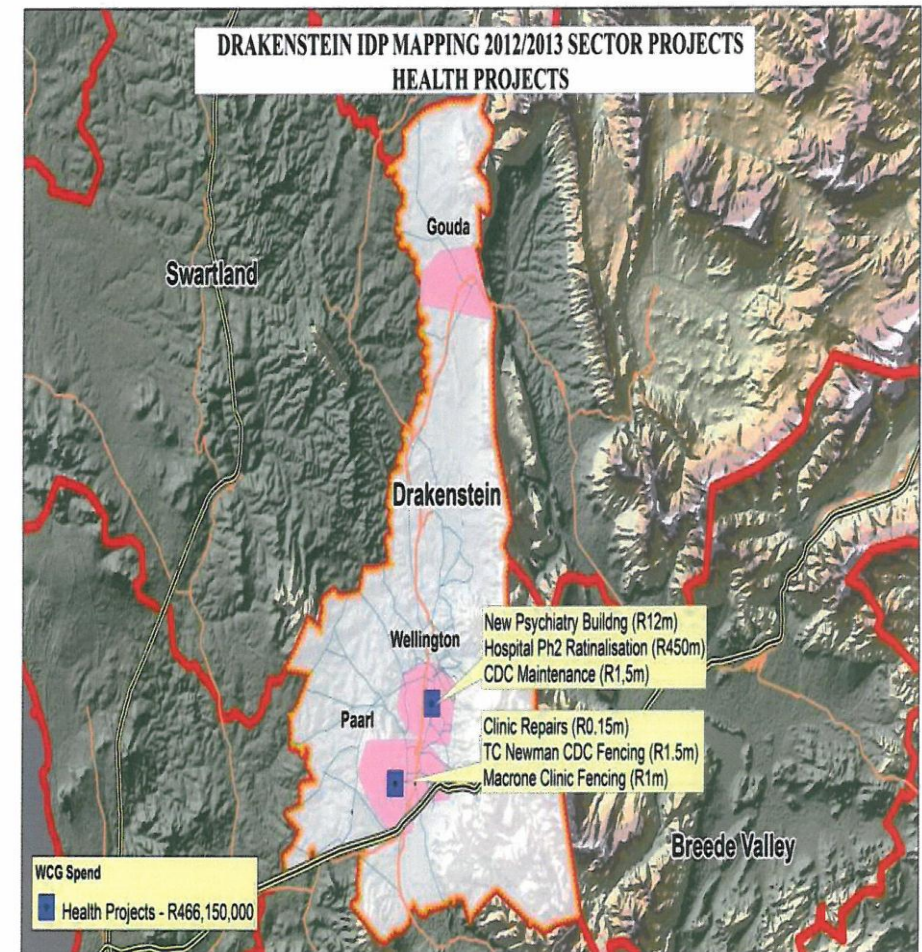 DRAKENSTEIN IDP MAPPING 2012/2013 SECTOR PROJECTS
HEALTH PROJECTS
Gouda
Swartland
Drakenstein
Wellington
New Psychiatry Buildng (R12m)
Hospital Ph2 Ratinalisation (R450m)
CDC Maintenance (R1,5m)
Paarl
Clinic Repairs (R0.15m)
TC Newman CDC Fencing (R1.5m)
Macrone Clinic Fencing (R1m)
Breede Valley
WCG Spend
Health Projects - R466,150,000